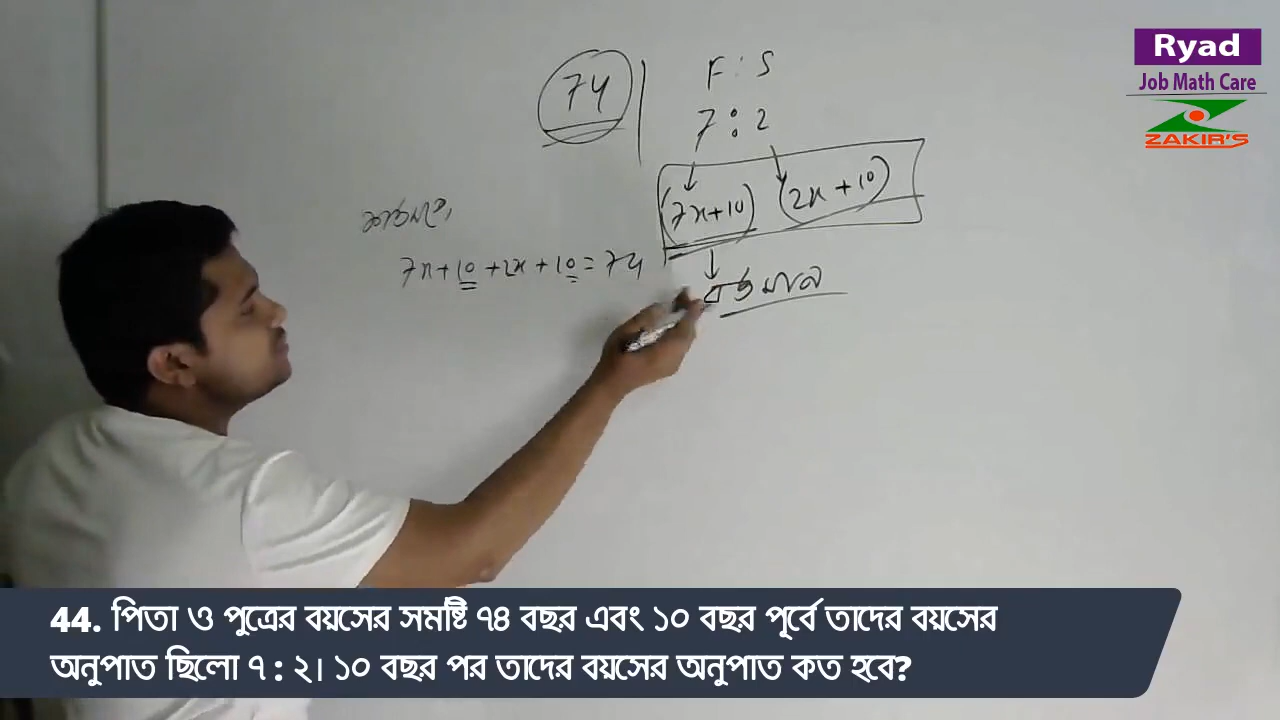 Ryad
Job Math Care
ZAKIR'S
74
F : S
7 : 2
(7x+10) (2x+10)
প্রশ্নমতে,
7x+10+2x+10=74
বর্তমান
44. পিতা ও পুত্রের বয়সের সমষ্টি ৭৪ বছর এবং ১০ বছর পূর্বে তাদের বয়সের
অনুপাত ছিলো ৭ : ২। ১০ বছর পর তাদের বয়সের অনুপাত কত হবে?